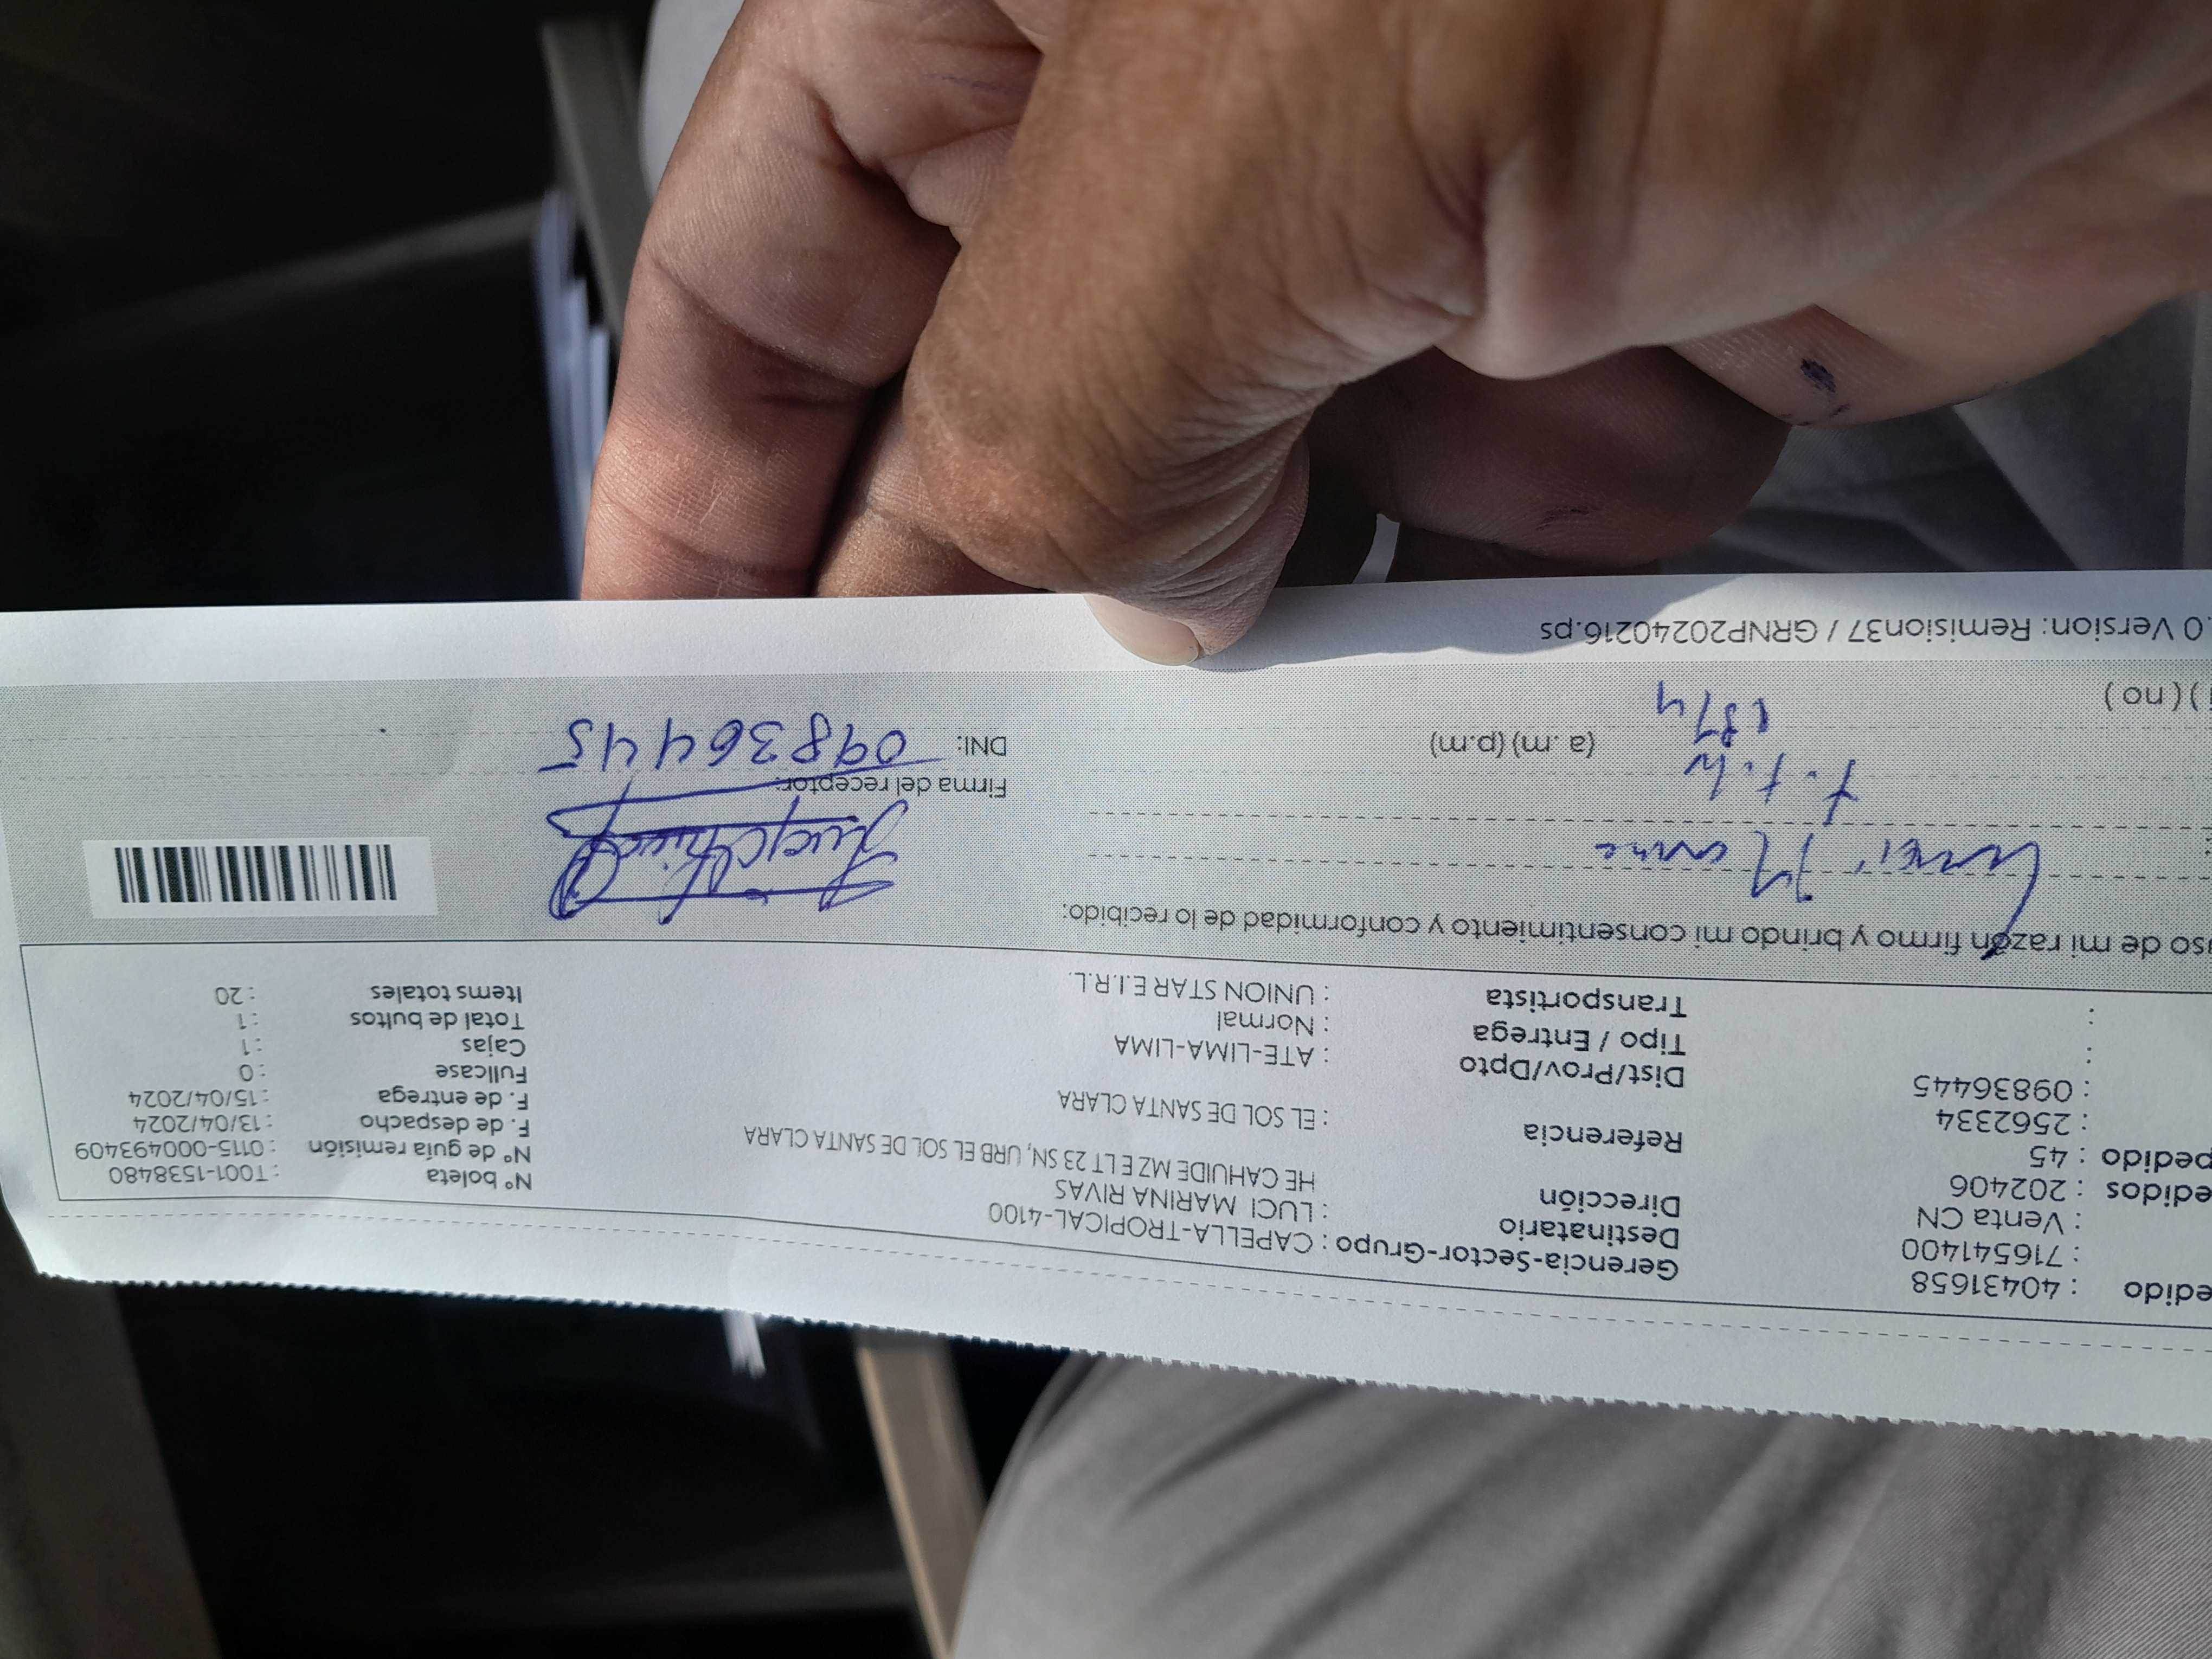 edido : 40431658 Gerencia-Sector-Grupo : CAPELLA-TROPICAL-4100 N° boleta : T001-1538480
: 716541400 Destinatario : LUCI MARINA RIVAS N° de guía remisión : 0115-000493409
: Venta CN Dirección HE CAHUIDE MZ E LT 23 SN, URB EL SOL DE SANTA CLARA F. de despacho : 13/04/2024
edidos : 202406 Referencia : EL SOL DE SANTA CLARA F. de entrega : 15/04/2024
pedido : 45 Dist/Prov/Dpto : ATE-LIMA-LIMA Fullcase : 0
: 2562334 Tipo / Entrega : Normal Cajas : 1
: 09836445 Transportista : UNION STAR E.I.R.L. Total de bultos : 1
: Items totales : 20
:
uso de mi razón firmo y brindo mi consentimiento y conformidad de lo recibido:
Firma del receptor:
(a.m) (p.m) DNI: 09836445
) (no)
.0 Version: Remision37 / GRNP20240216.ps